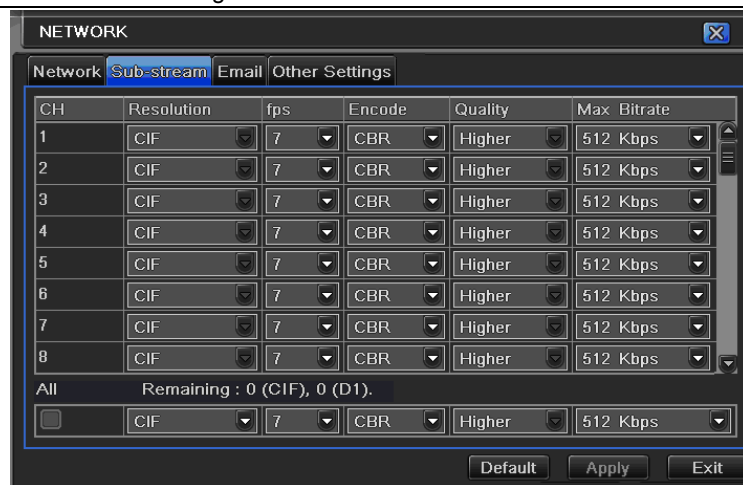 NETWORK
Network Sub-stream Email Other Settings
CH Resolution fps Encode Quality Max Bitrate
1 CIF 7 CBR Higher 512 Kbps
2 CIF 7 CBR Higher 512 Kbps
3 CIF 7 CBR Higher 512 Kbps
4 CIF 7 CBR Higher 512 Kbps
5 CIF 7 CBR Higher 512 Kbps
6 CIF 7 CBR Higher 512 Kbps
7 CIF 7 CBR Higher 512 Kbps
8 CIF 7 CBR Higher 512 Kbps
All Remaining : 0 (CIF), 0 (D1).
CIF 7 CBR Higher 512 Kbps
Default Apply Exit